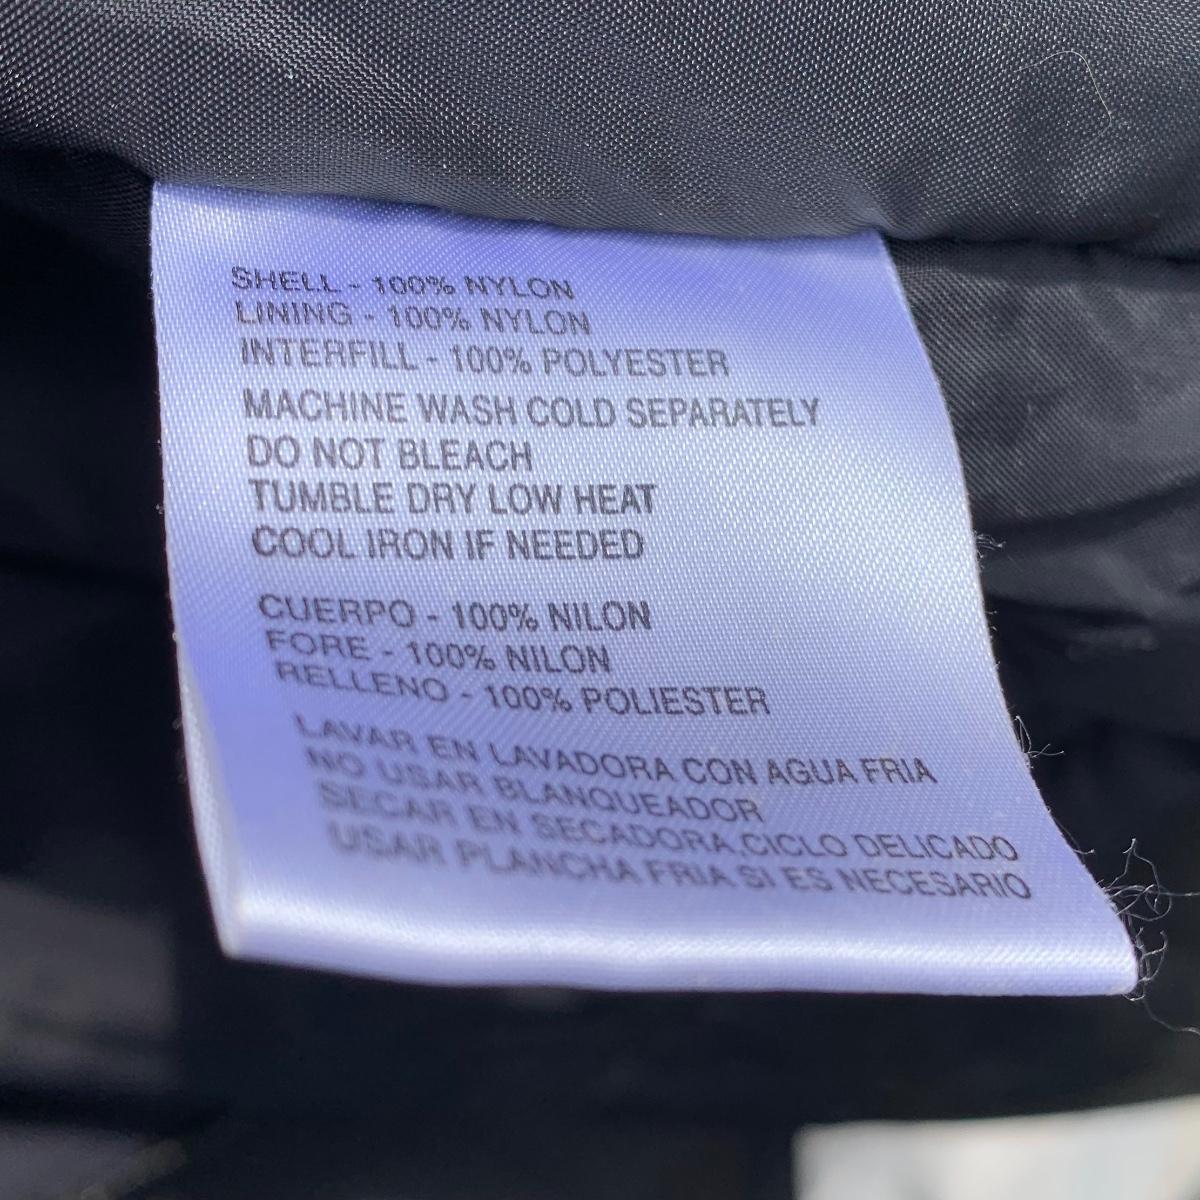 SHELL - 100% NYLON
LINING - 100% NYLON
INTERFILL - 100% POLYESTER
MACHINE WASH COLD SEPARATELY
DO NOT BLEACH
TUMBLE DRY LOW HEAT
COOL IRON IF NEEDED
CUERPO - 100% NILON
FORE - 100% NILON
RELLENO - 100% POLIESTER
LAVAR EN LAVADORA CON AGUA FRIA
NO USAR BLANQUEADOR
SECAR EN SECADORA CICLO DELICADO
USAR PLANCHA FRIA SI ES NECESARIO